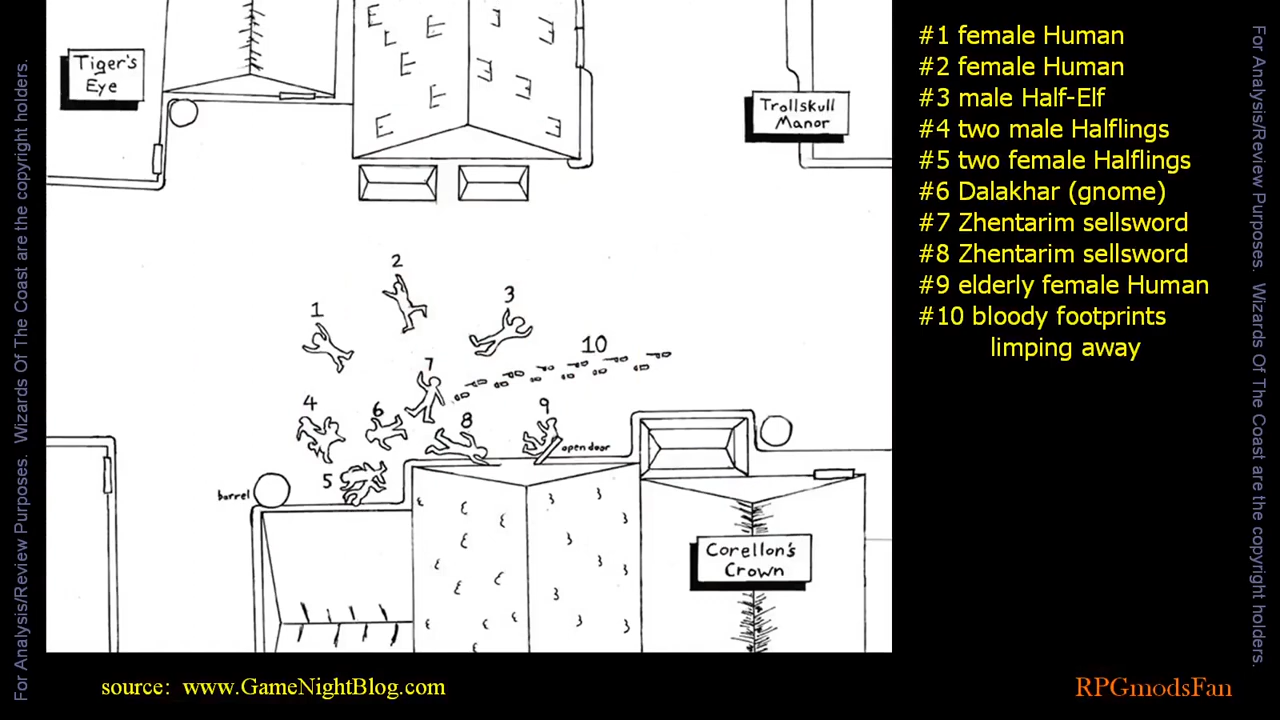 For Analysis/Review Purposes.  Wizards Of The Coast are the copyright holders.
Tiger's
Eye
Trollskull
Manor
1
2
3
10
7
4
6
8
9
open door
5
barrel
Corellon's
Crown
#1 female Human
#2 female Human
#3 male Half-Elf
#4 two male Halflings
#5 two female Halflings
#6 Dalakhar (gnome)
#7 Zhentarim sellsword
#8 Zhentarim sellsword
#9 elderly female Human
#10 bloody footprints
limping away
For Analysis/Review Purposes.  Wizards Of The Coast are the copyright holders.
source:  www.GameNightBlog.com
RPGmodsFan